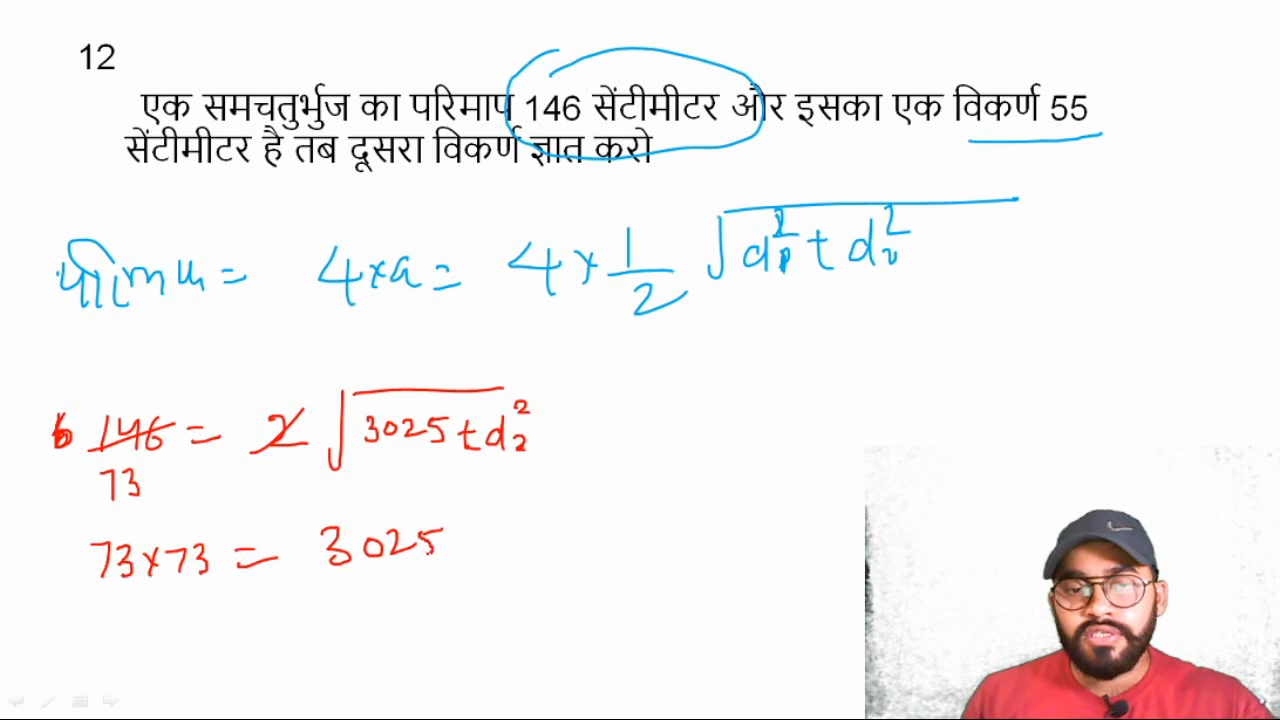 12
एक समचतुर्भुज का परिमाप 146 सेंटीमीटर और इसका एक विकर्ण 55
सेंटीमीटर है तब दूसरा विकर्ण ज्ञात करो
= 4×a = 4 × 1/2 √(d₁² + d₂²)
146 = 2 √(3025 + d₂²)
73
73×73 = 3025